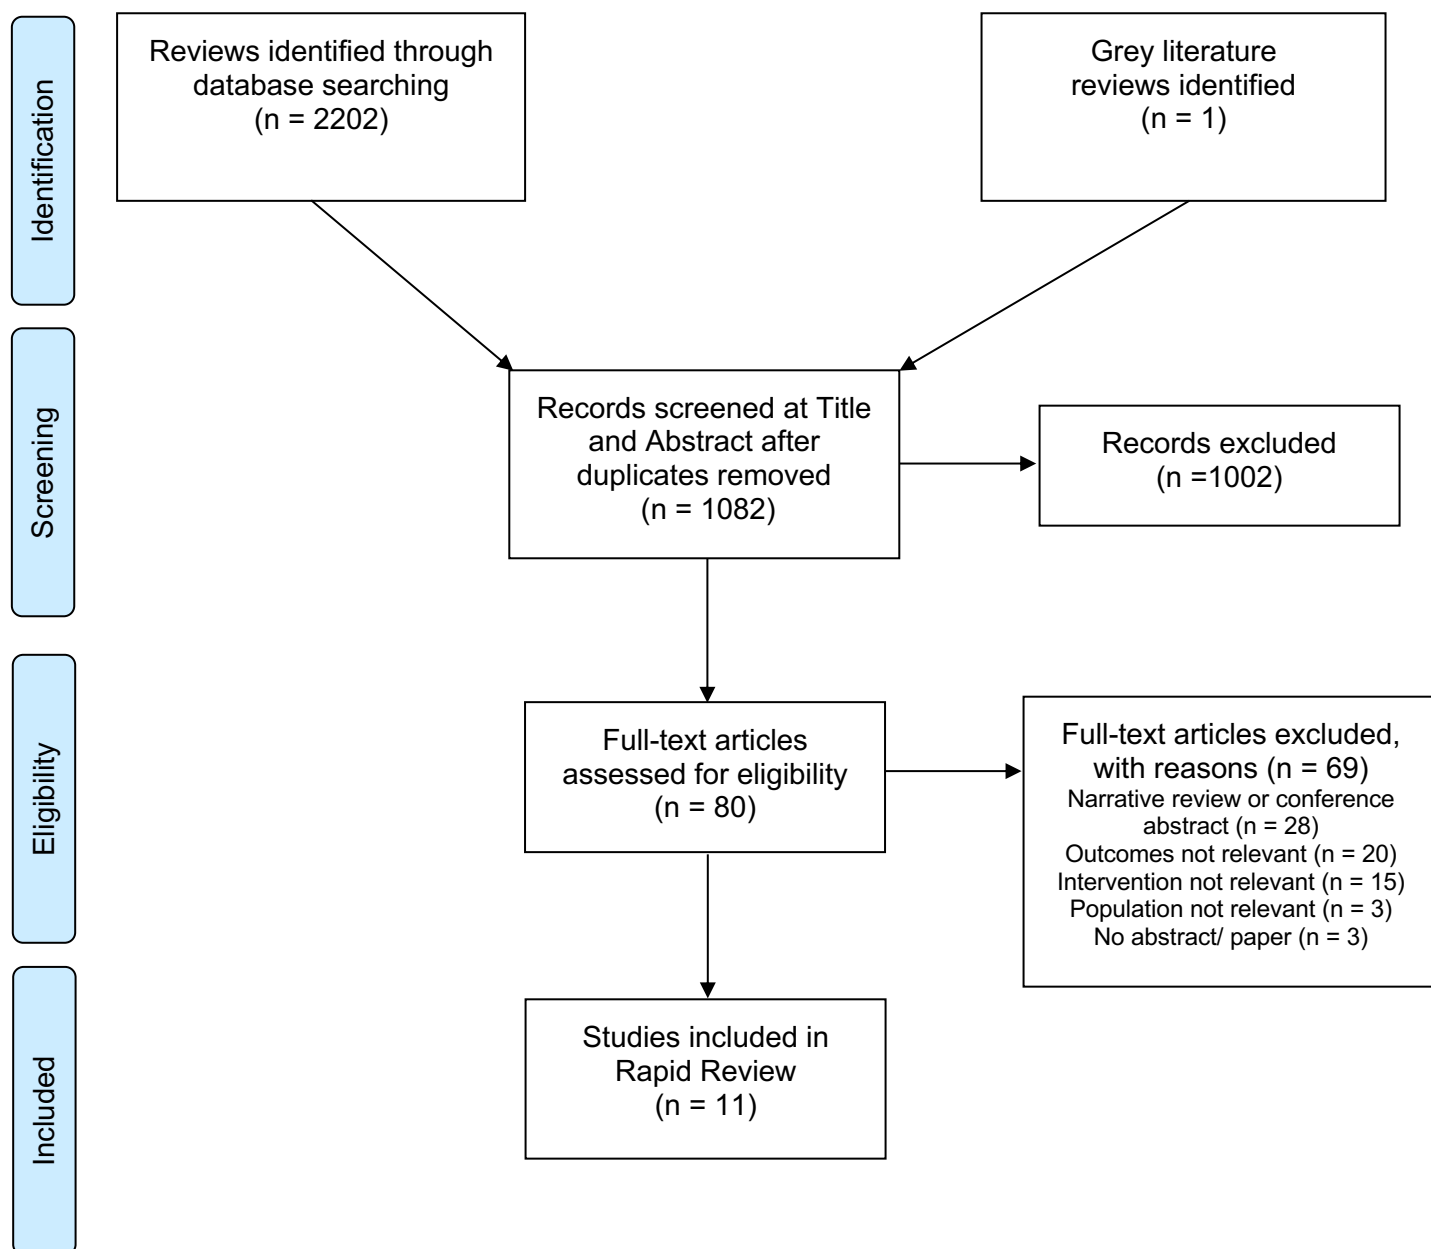 Identification
Reviews identified through
database searching
(n = 2202)
Grey literature
reviews identified
(n = 1)
Screening
Records screened at Title
and Abstract after
duplicates removed
(n = 1082)
Records excluded
(n =1002)
Eligibility
Full-text articles
assessed for eligibility
(n = 80)
Full-text articles excluded,
with reasons (n = 69)
Narrative review or conference
abstract (n = 28)
Outcomes not relevant (n = 20)
Intervention not relevant (n = 15)
Population not relevant (n = 3)
No abstract/ paper (n = 3)
Included
Studies included in
Rapid Review
(n = 11)